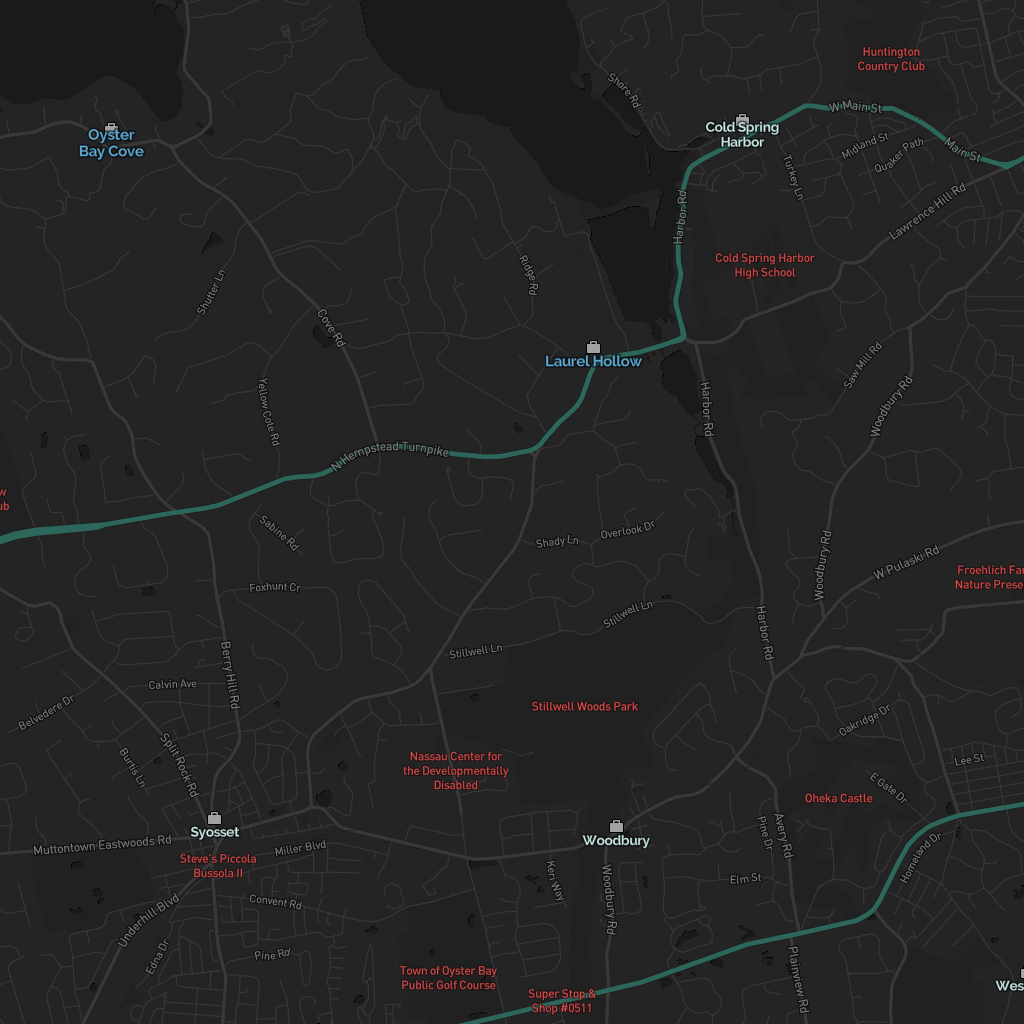 Huntington
Country Club
Shore Rd
W Main St
Oyster
Bay Cove
Cold Spring
Harbor
Midland St
Main St
Quaker Path
Turkey Ln
Lawrence Hill Rd
Harbor Rd
Cold Spring Harbor
High School
Ridge Rd
Shutter Ln
Cove Rd
Laurel Hollow
Saw Mill Rd
Woodbury Rd
Harbor Rd
Yellow Cote Rd
N Hempstead Turnpike
w
ub
Sabine Rd
Shady Ln
Overlook Dr
Woodbury Rd
W Pulaski Rd
Froehlich Far
Nature Prese
Foxhunt Cr
Stillwell Ln
Harbor Rd
Stillwell Ln
Berry Hill Rd
Calvin Ave
Belvedere Dr
Stillwell Woods Park
Oakridge Dr
Split Rock Rd
Burtis Ln
Nassau Center for
the Developmentally
Disabled
Lee St
E Gate Dr
Oheka Castle
Syosset
Woodbury
Pine Dr
Avery Rd
Homeland Dr
Muttontown Eastwoods Rd
Miller Blvd
Steve's Piccola
Bussola II
Keri Way
Woodbury Rd
Elm St
Convent Rd
Underhill Blvd
Edna Dr
Pine Rd
Town of Oyster Bay
Public Golf Course
Super Stop &
Shop #0511
Plainview Rd
Wes